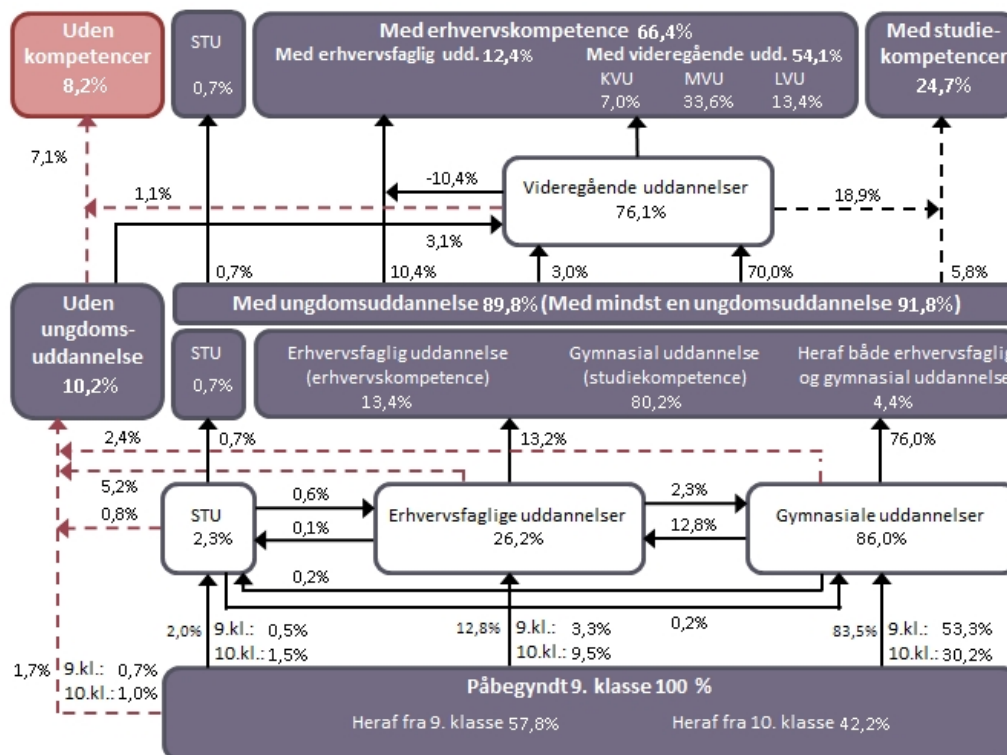 Uden
kompetencer
8,2%
STU
0,7%
Med erhvervskompetence 66,4%
Med erhvervsfaglig udd. 12,4%
Med videregående udd. 54,1%
KVU
MVU
LVU
7,0%
33,6%
13,4%
Med studie-
kompetencer
24,7%
7,1%
1,1%
-10,4%
Videregående uddannelser
76,1%
18,9%
3,1%
0,7%
10,4%
3,0%
70,0%
5,8%
Uden
ungdoms-
uddannelse
10,2%
Med ungdomsuddannelse 89,8% (Med mindst en ungdomsuddannelse 91,8%)
STU
0,7%
Erhvervsfaglig uddannelse
(erhvervskompetence)
13,4%
Gymnasial uddannelse
(studiekompetence)
80,2%
Heraf både erhvervsfaglig
og gymnasial uddannelse
4,4%
2,4%
0,7%
13,2%
76,0%
5,2%
0,8%
STU
2,3%
0,6%
0,1%
Erhvervsfaglige uddannelser
26,2%
2,3%
12,8%
Gymnasiale uddannelser
86,0%
0,2%
0,2%
2,0%
9.kl.: 0,5%
10.kl.: 1,5%
12,8%
9.kl.: 3,3%
10.kl.: 9,5%
83,5%
9.kl.: 53,3%
10.kl.: 30,2%
1,7%
9.kl.: 0,7%
10.kl.: 1,0%
Påbegyndt 9. klasse 100 %
Heraf fra 9. klasse 57,8%
Heraf fra 10. klasse 42,2%